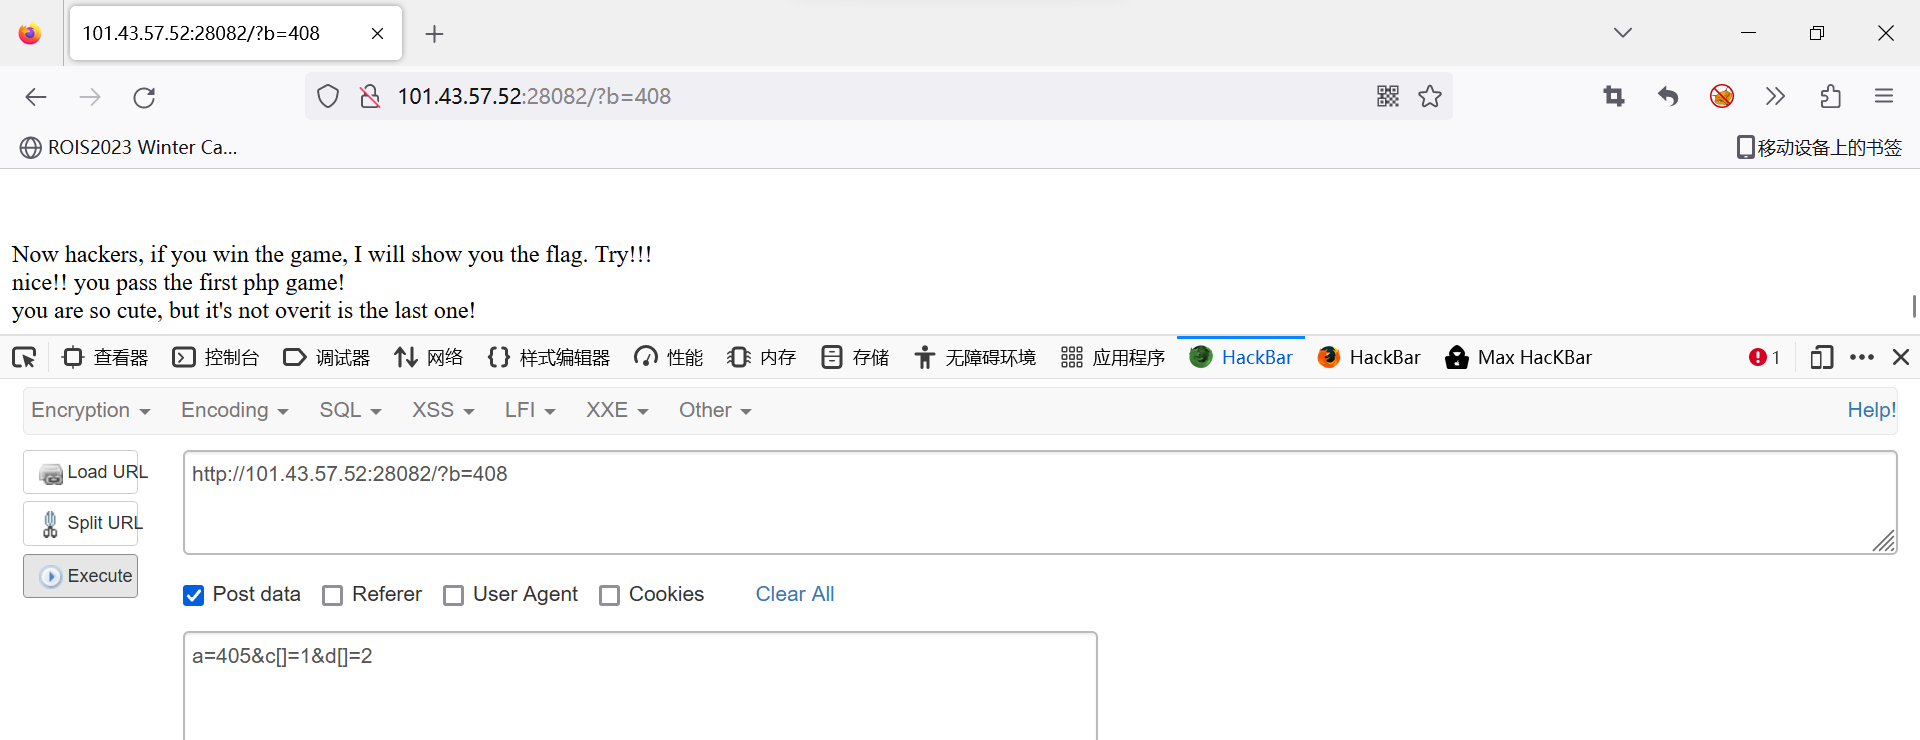 101.43.57.52:28082/?b=408
101.43.57.52:28082/?b=408
ROIS2023 Winter Ca...
移动设备上的书签
Now hackers, if you win the game, I will show you the flag. Try!!!
nice!! you pass the first php game!
you are so cute, but it's not overit is the last one!
查看器 控制台 调试器 网络 样式编辑器 性能 内存 存储 无障碍环境 应用程序 HackBar HackBar Max HacKBar 1
Encryption Encoding SQL XSS LFI XXE Other Help!
Load URL
http://101.43.57.52:28082/?b=408
Split URL
Execute
Post data Referer User Agent Cookies Clear All
a=405&c[]=1&d[]=2